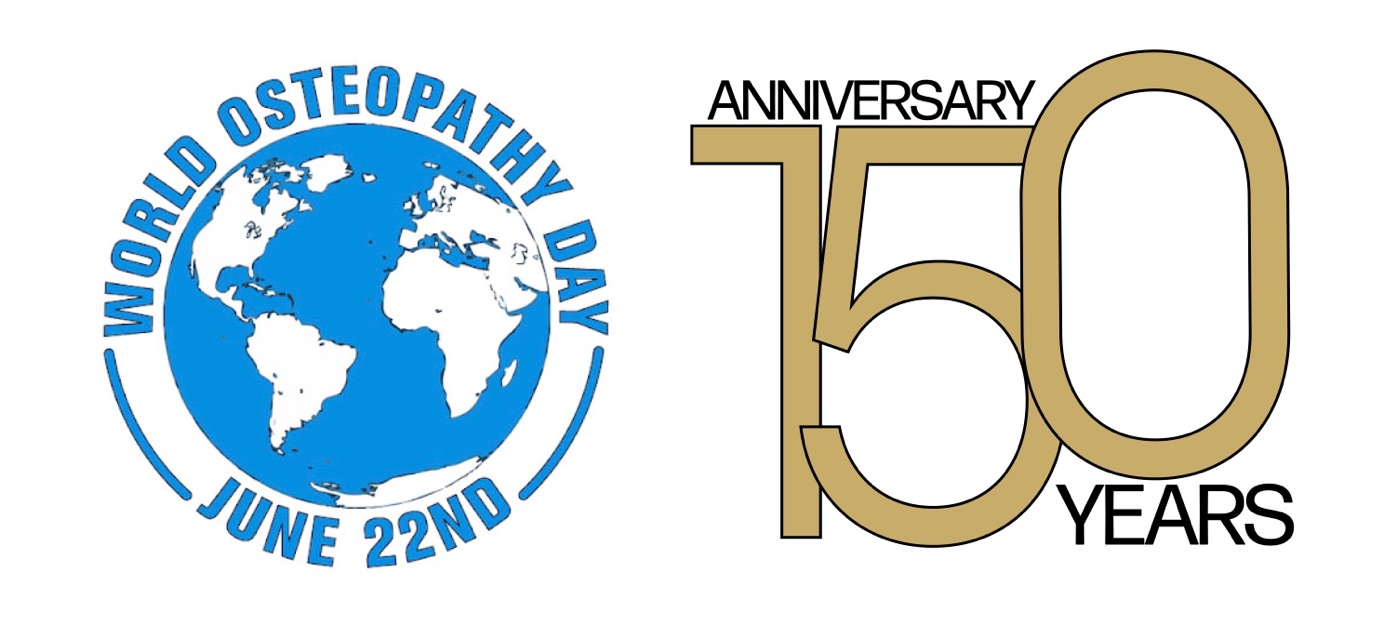 WORLD OSTEOPATHY DAY
JUNE 22ND
ANNIVERSARY
150
YEARS